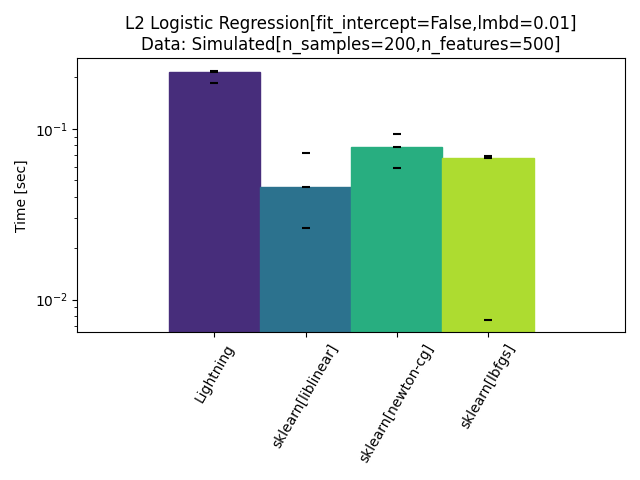 L2 Logistic Regression[fit_intercept=False,lmbd=0.01]
Data: Simulated[n_samples=200,n_features=500]
Time [sec]
10⁻¹
10⁻²
Lightning
sklearn[liblinear]
sklearn[newton-cg]
sklearn[lbfgs]